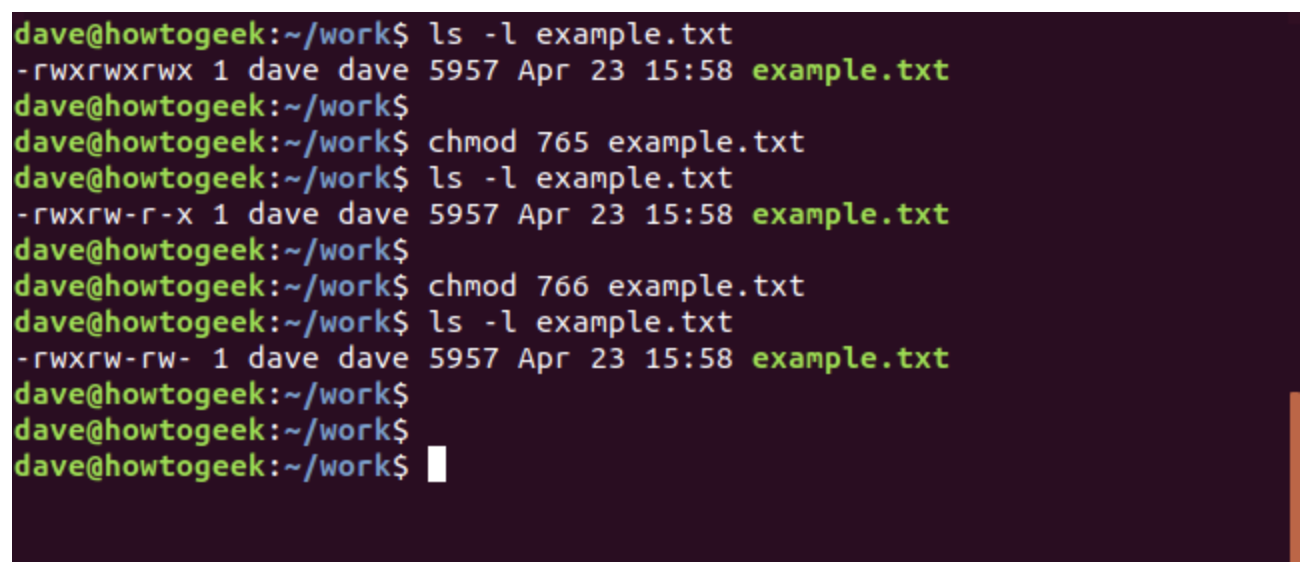 dave@howtogeek:~/work$ ls -l example.txt
-rwxrwxrwx 1 dave dave 5957 Apr 23 15:58 example.txt
dave@howtogeek:~/work$
dave@howtogeek:~/work$ chmod 765 example.txt
dave@howtogeek:~/work$ ls -l example.txt
-rwxrw-r-x 1 dave dave 5957 Apr 23 15:58 example.txt
dave@howtogeek:~/work$
dave@howtogeek:~/work$ chmod 766 example.txt
dave@howtogeek:~/work$ ls -l example.txt
-rwxrw-rw- 1 dave dave 5957 Apr 23 15:58 example.txt
dave@howtogeek:~/work$
dave@howtogeek:~/work$
dave@howtogeek:~/work$